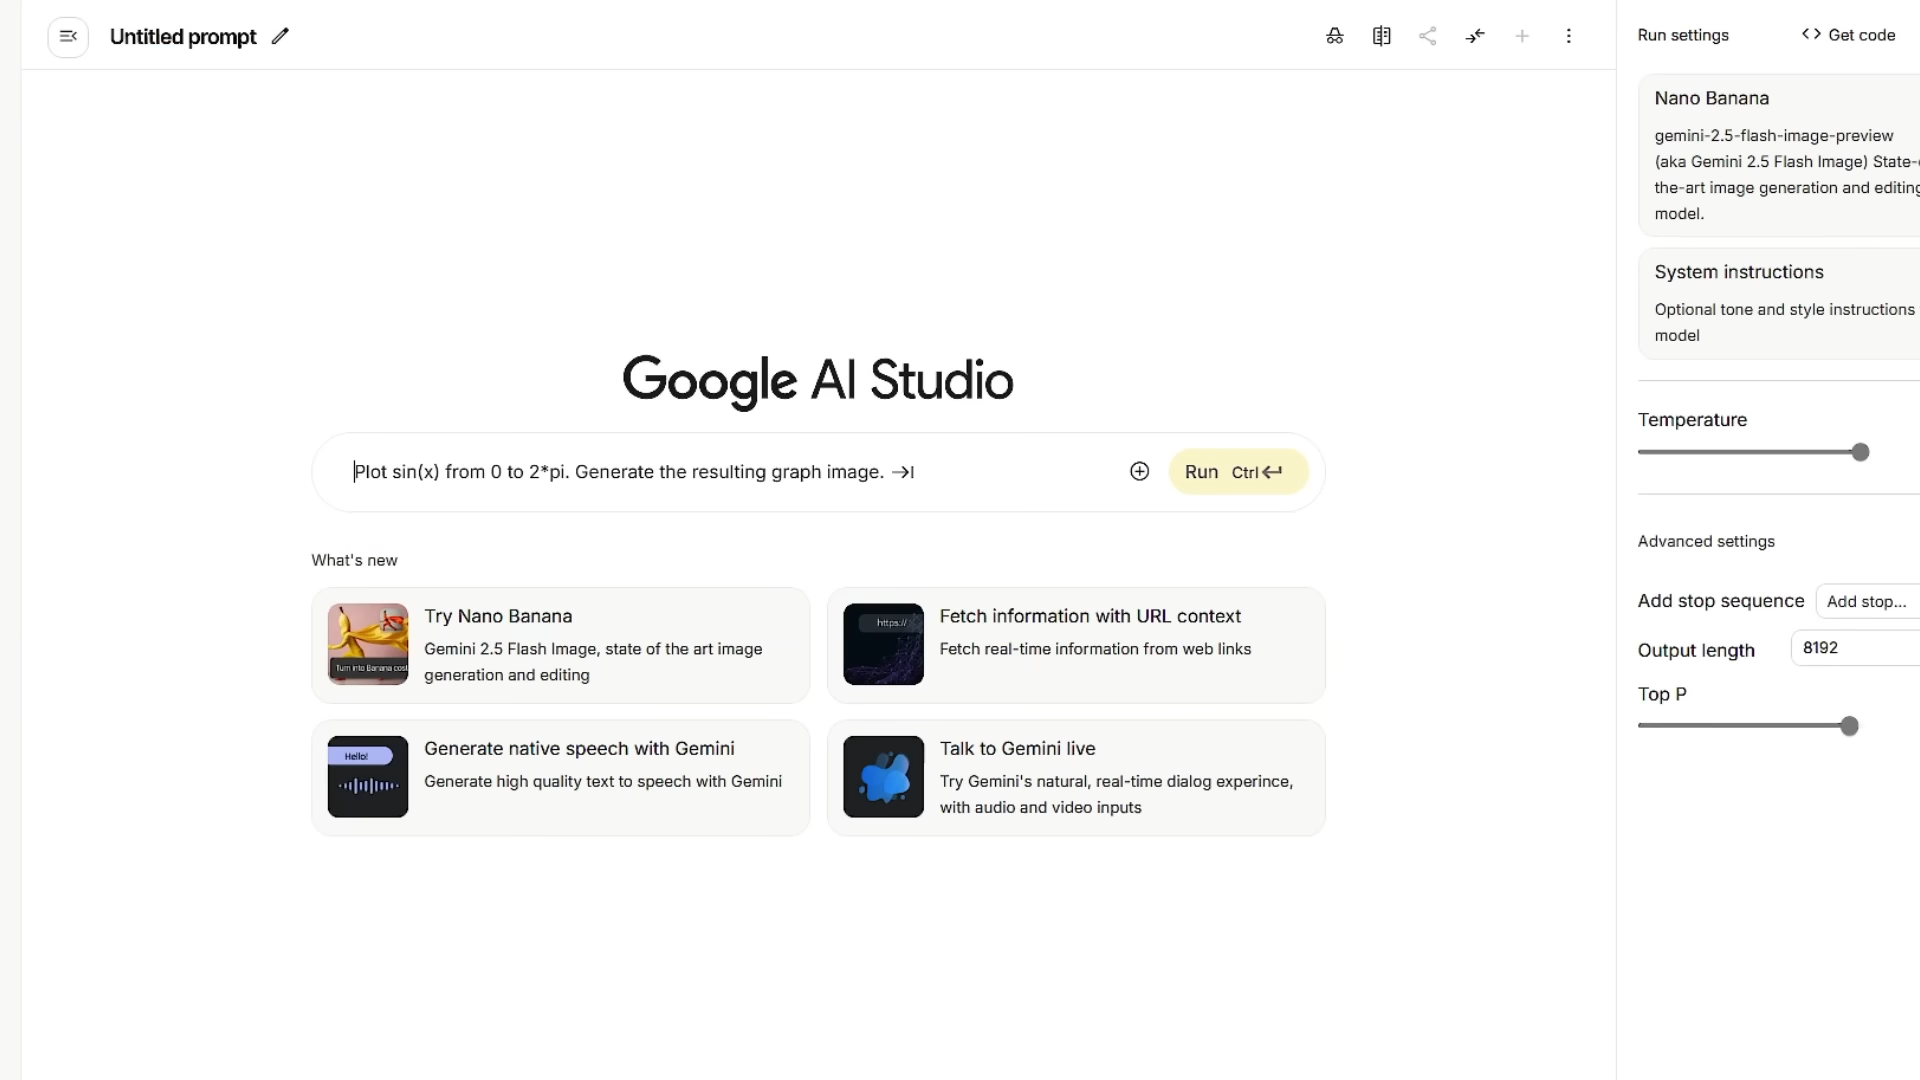 Untitled prompt
Run settings
Get code
Nano Banana
gemini-2.5-flash-image-preview
(aka Gemini 2.5 Flash Image) State-
the-art image generation and editing
model.
System instructions
Optional tone and style instructions
model
Google AI Studio
Plot sin(x) from 0 to 2*pi. Generate the resulting graph image.
Run Ctrl
What's new
Try Nano Banana
Gemini 2.5 Flash Image, state of the art image
generation and editing
Turn into Banana cost
https://
Fetch information with URL context
Fetch real-time information from web links
Hello!
Generate native speech with Gemini
Generate high quality text to speech with Gemini
Talk to Gemini live
Try Gemini's natural, real-time dialog experince,
with audio and video inputs
Temperature
Advanced settings
Add stop sequence Add stop...
Output length 8192
Top P